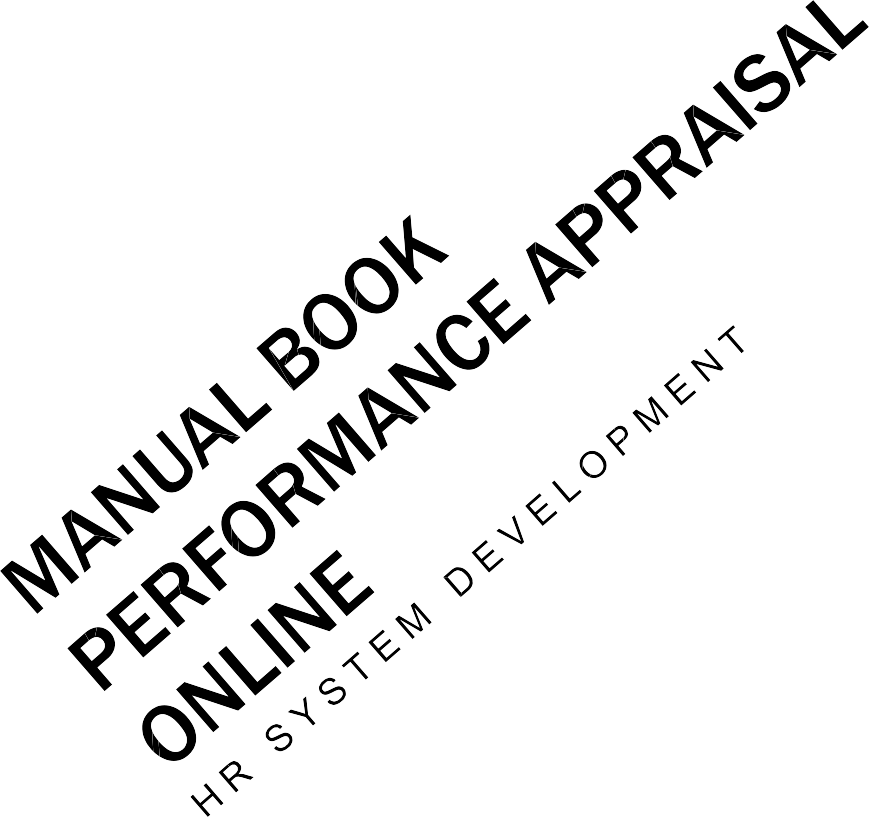 MANUAL BOOK
PERFORMANCE APPRAISAL
ONLINE
HR SYSTEM DEVELOPMENT